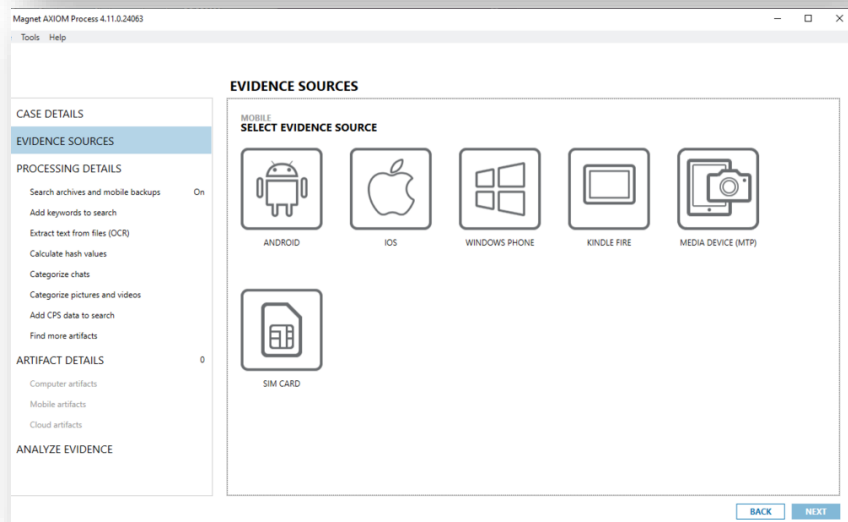 Magnet AXIOM Process 4.11.0.24063
Tools Help
EVIDENCE SOURCES
CASE DETAILS
EVIDENCE SOURCES
PROCESSING DETAILS
Search archives and mobile backups On
Add keywords to search
Extract text from files (OCR)
Calculate hash values
Categorize chats
Categorize pictures and videos
Add CPS data to search
Find more artifacts
ARTIFACT DETAILS 0
Computer artifacts
Mobile artifacts
Cloud artifacts
ANALYZE EVIDENCE
MOBILE
SELECT EVIDENCE SOURCE
ANDROID IOS WINDOWS PHONE KINDLE FIRE MEDIA DEVICE (MTP)
SIM CARD
BACK NEXT